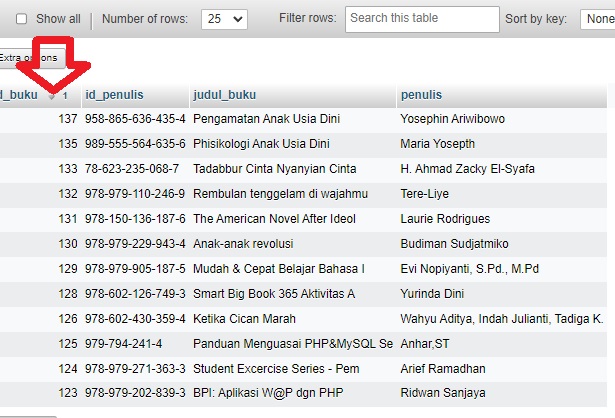 Show all Number of rows: 25 Filter rows: Search this table Sort by key: None
Extra options
d_buku 1 id_penulis judul_buku penulis
137 958-865-636-435-4 Pengamatan Anak Usia Dini Yosephin Ariwibowo
135 989-555-564-635-6 Phisikologi Anak Usia Dini Maria Yosepth
133 78-623-235-068-7 Tadabbur Cinta Nyanyian Cinta H. Ahmad Zacky El-Syafa
132 978-979-110-246-9 Rembulan tenggelam di wajahmu Tere-Liye
131 978-150-136-187-6 The American Novel After Ideol Laurie Rodrigues
130 978-979-229-943-4 Anak-anak revolusi Budiman Sudjatmiko
129 978-979-905-187-5 Mudah & Cepat Belajar Bahasa I Evi Nopiyanti, S.Pd., M.Pd
128 978-602-126-749-3 Smart Big Book 365 Aktivitas A Yurinda Dini
126 978-602-430-359-4 Ketika Cican Marah Wahyu Aditya, Indah Julianti, Tadiga K.
125 979-794-241-4 Panduan Menguasai PHP&MySQL Se Anhar,ST
124 978-979-271-363-3 Student Excercise Series - Pem Arief Ramadhan
123 978-979-202-839-3 BPI: Aplikasi W@P dgn PHP Ridwan Sanjaya